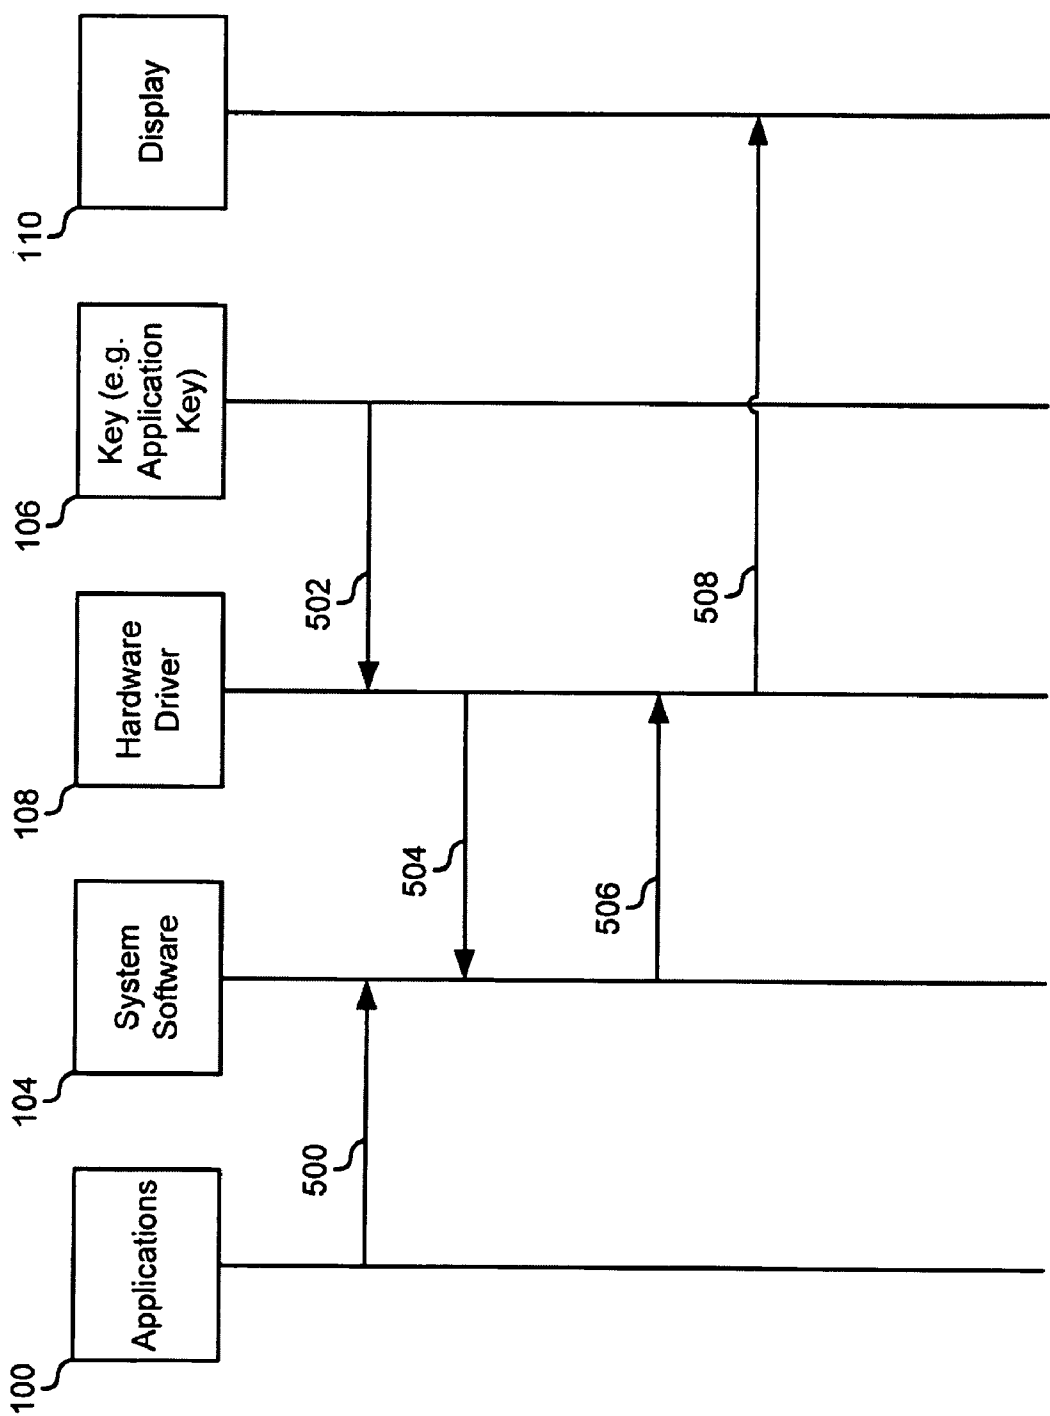 100
Applications
104
System
Software
108
Hardware
Driver
106
Key (e.g.
Application
Key)
110
Display
500
502
504
506
508